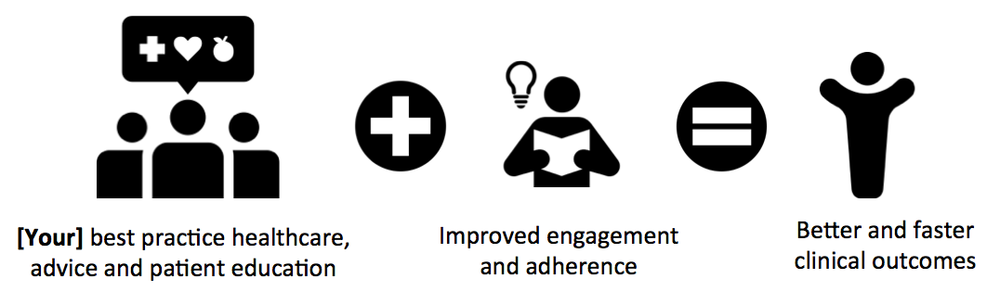 [Your] best practice healthcare,
advice and patient education
Improved engagement
and adherence
Better and faster
clinical outcomes